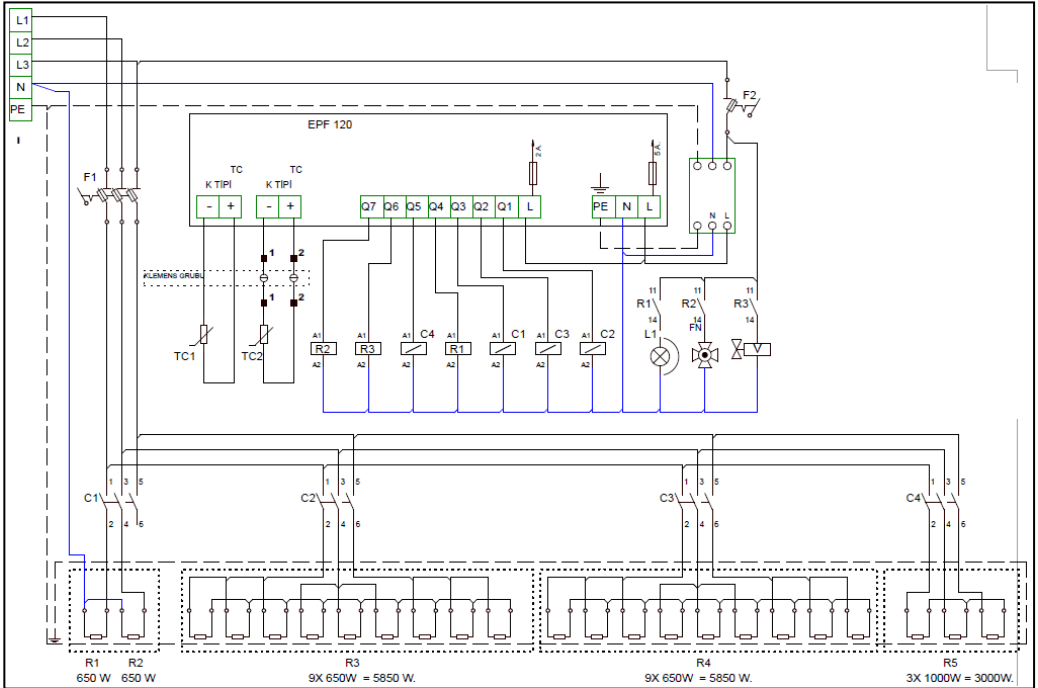 L1
L2
L3
N
PE
I
F1
F2
EPF 120
TC
K TİPİ
TC
K TİPİ
- +
- +
2 A.
5 A.
Q7 Q6 Q5 Q4 Q3 Q2 Q1 L
PE N L
N L
1 2
KLEMENS GRUBU
1 2
TC1
TC2
A1 R2 A2
A1 R3 A2
A1 C4 A2
A1 R1 A2
A1 C1 A2
A1 C3 A2
A1 C2 A2
R1 11 14
L1
R2 11 14
FN
R3 11 14
V
C1 1 3 5
2 4 6
C2 1 3 5
2 4 6
C3 1 3 5
2 4 6
C4 1 3 5
2 4 6
R1 R2 R3 R4 R5
650 W 650 W 9X 650W = 5850 W. 9X 650W = 5850 W. 3X 1000W = 3000W.